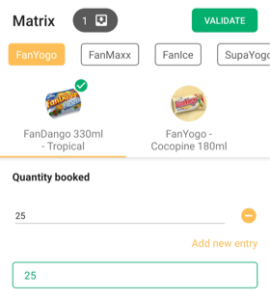 Matrix 1 VALIDATE
FanYogo FanMaxx FanIce SupaYogo
FanDango 330ml
- Tropical
FanYogo -
Cocopine 180ml
Quantity booked
25
Add new entry
25